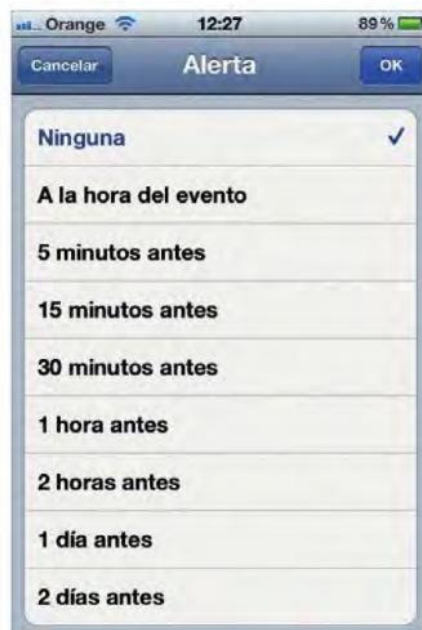 Orange 12:27 89 %
Cancelar Alerta OK
Ninguna
A la hora del evento
5 minutos antes
15 minutos antes
30 minutos antes
1 hora antes
2 horas antes
1 día antes
2 días antes